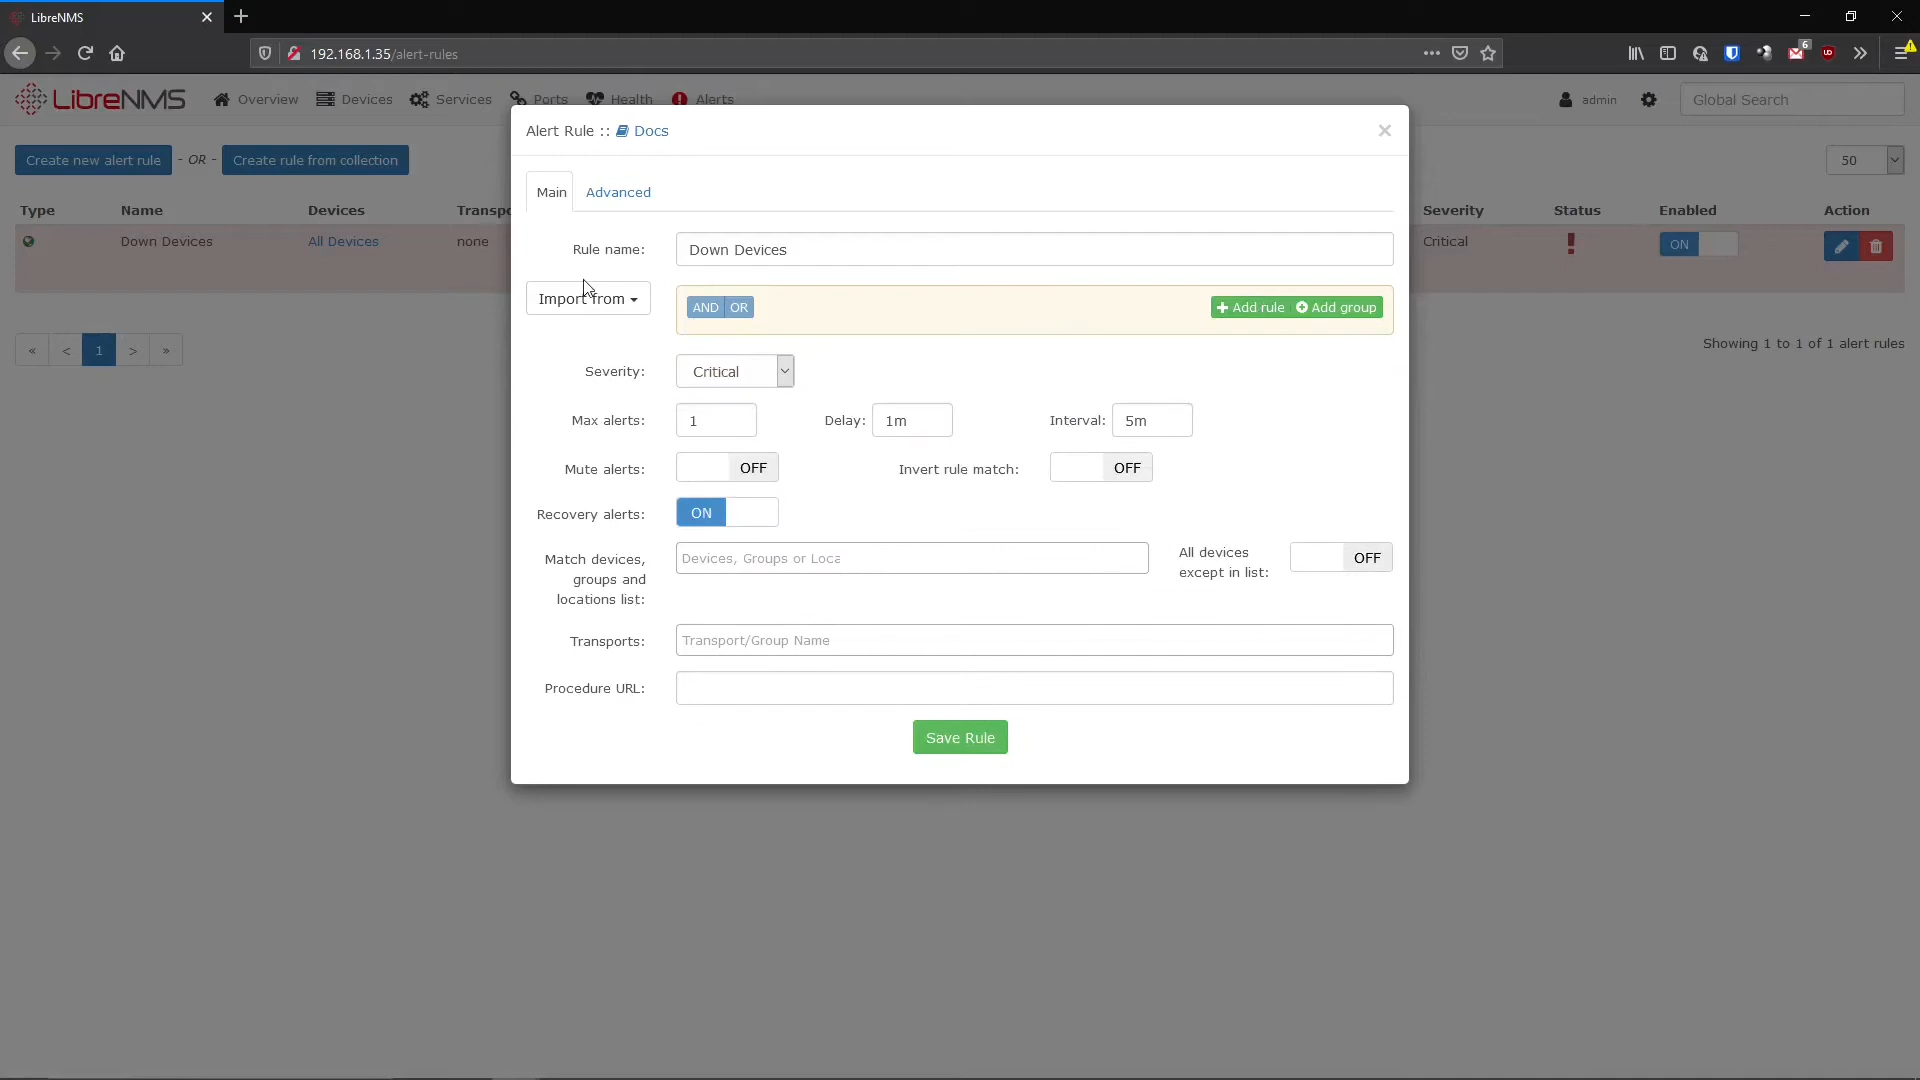 LibreNMS
192.168.1.35/alert-rules
6
LibreNMS Overview Devices Services Ports Health Alerts admin Global Search
Alert Rule :: Docs
Create new alert rule - OR - Create rule from collection 50
Main Advanced
Type Name Devices Transpo Severity Status Enabled Action
Down Devices All Devices none Critical ON
Rule name: Down Devices
Import from AND OR Add rule Add group
« < 1 > » Showing 1 to 1 of 1 alert rules
Severity: Critical
Max alerts: 1 Delay: 1m Interval: 5m
Mute alerts: OFF Invert rule match: OFF
Recovery alerts: ON
Match devices, groups and locations list: Devices, Groups or Loca All devices except in list: OFF
Transports: Transport/Group Name
Procedure URL:
Save Rule